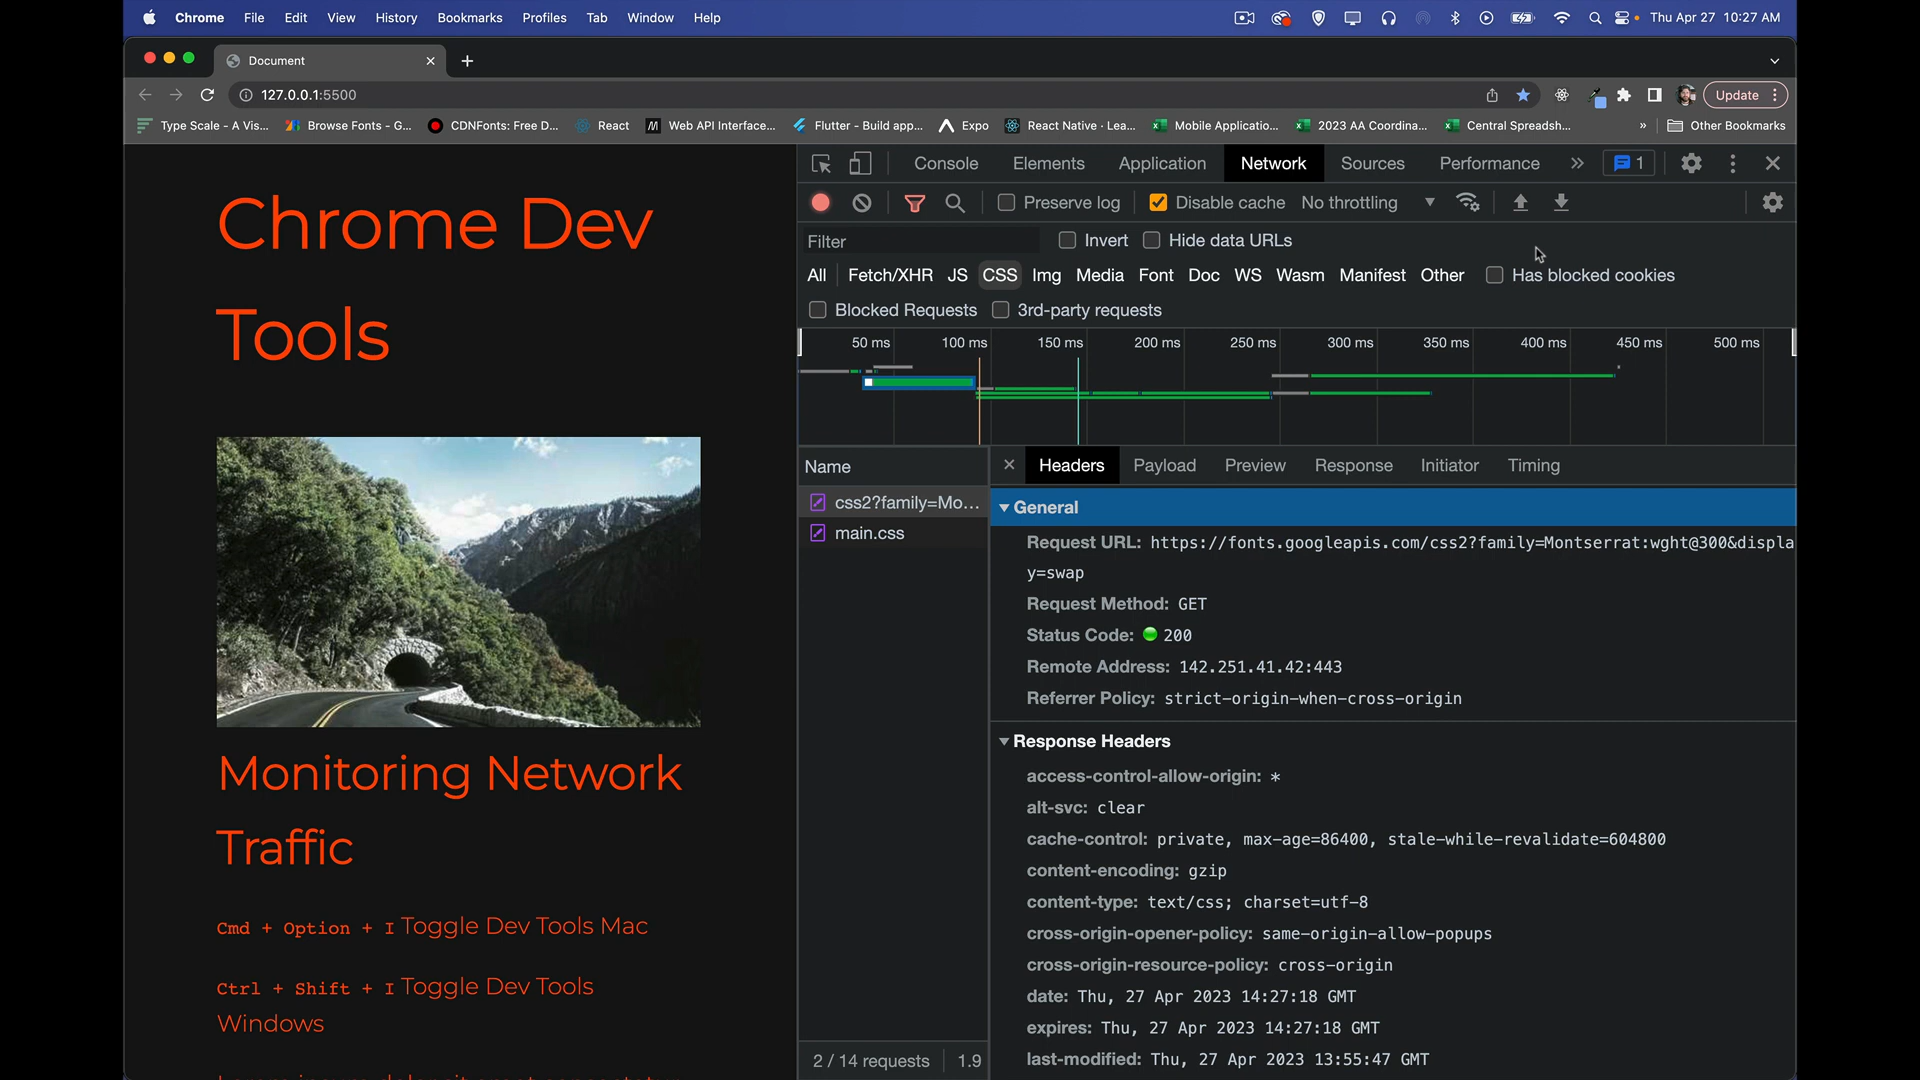 Chrome File Edit View History Bookmarks Profiles Tab Window Help Thu Apr 27 10:27 AM
Document
127.0.0.1:5500 Update
Type Scale - A Vis... Browse Fonts - G... CDNFonts: Free D... React Web API Interface... Flutter - Build app... Expo React Native · Lea... Mobile Applicatio... 2023 AA Coordina... Central Spreadsh... » Other Bookmarks
Console Elements Application Network Sources Performance » 1
Preserve log Disable cache No throttling
Filter Invert Hide data URLs
All Fetch/XHR JS CSS Img Media Font Doc WS Wasm Manifest Other Has blocked cookies
Blocked Requests 3rd-party requests
50 ms 100 ms 150 ms 200 ms 250 ms 300 ms 350 ms 400 ms 450 ms 500 ms
Name
css2?family=Mo...
main.css
2 / 14 requests 1.9
Headers Payload Preview Response Initiator Timing
General
Request URL: https://fonts.googleapis.com/css2?family=Montserrat:wght@300&displa
y=swap
Request Method: GET
Status Code: 200
Remote Address: 142.251.41.42:443
Referrer Policy: strict-origin-when-cross-origin
Response Headers
access-control-allow-origin: *
alt-svc: clear
cache-control: private, max-age=86400, stale-while-revalidate=604800
content-encoding: gzip
content-type: text/css; charset=utf-8
cross-origin-opener-policy: same-origin-allow-popups
cross-origin-resource-policy: cross-origin
date: Thu, 27 Apr 2023 14:27:18 GMT
expires: Thu, 27 Apr 2023 14:27:18 GMT
last-modified: Thu, 27 Apr 2023 13:55:47 GMT
Chrome Dev
Tools
Monitoring Network
Traffic
Cmd + Option + I Toggle Dev Tools Mac
Ctrl + Shift + I Toggle Dev Tools
Windows